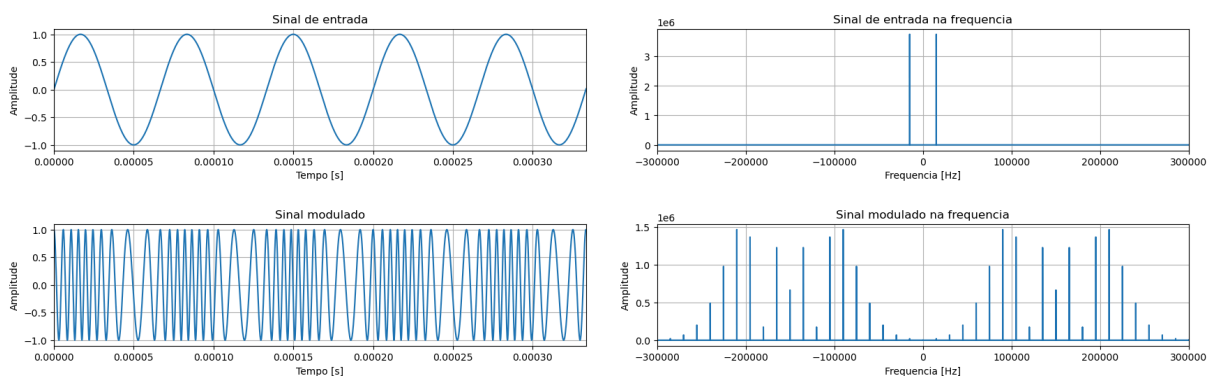 Sinal de entrada
1.0
0.5
0.0
−0.5
−1.0
Amplitude
0.00000 0.00005 0.00010 0.00015 0.00020 0.00025 0.00030
Tempo [s]
Sinal de entrada na frequencia
1e6
3
2
1
0
Amplitude
−300000 −200000 −100000 0 100000 200000 300000
Frequencia [Hz]
Sinal modulado
1.0
0.5
0.0
−0.5
−1.0
Amplitude
0.00000 0.00005 0.00010 0.00015 0.00020 0.00025 0.00030
Tempo [s]
Sinal modulado na frequencia
1e6
1.5
1.0
0.5
0.0
Amplitude
−300000 −200000 −100000 0 100000 200000 300000
Frequencia [Hz]